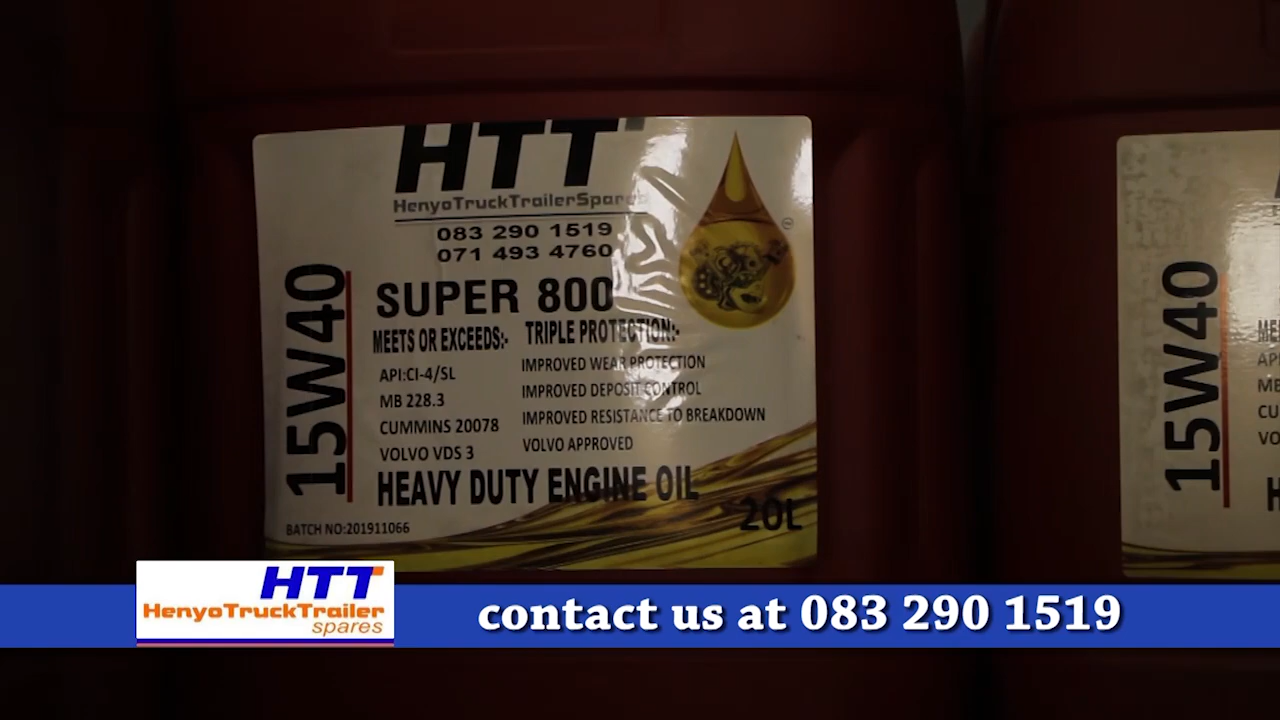 HTT
HenyoTruckTrailerSpares
083 290 1519
071 493 4760
15W40
SUPER 800
MEETS OR EXCEEDS:-
API:CI-4/SL
MB 228.3
CUMMINS 20078
VOLVO VDS 3
TRIPLE PROTECTION:-
IMPROVED WEAR PROTECTION
IMPROVED DEPOSIT CONTROL
IMPROVED RESISTANCE TO BREAKDOWN
VOLVO APPROVED
HEAVY DUTY ENGINE OIL
20L
BATCH NO:201911066
15W40
HTT
HenyoTruckTrailer
spares
contact us at 083 290 1519